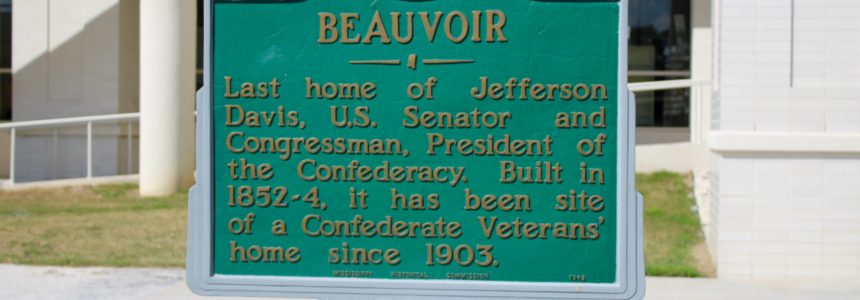 BEAUVOIR
Last home of Jefferson
Davis, U.S. Senator and
Congressman, President of
the Confederacy. Built in
1852-4, it has been site
of a Confederate Veterans'
home since 1903.
MISSISSIPPI HISTORICAL COMMISSION 1949